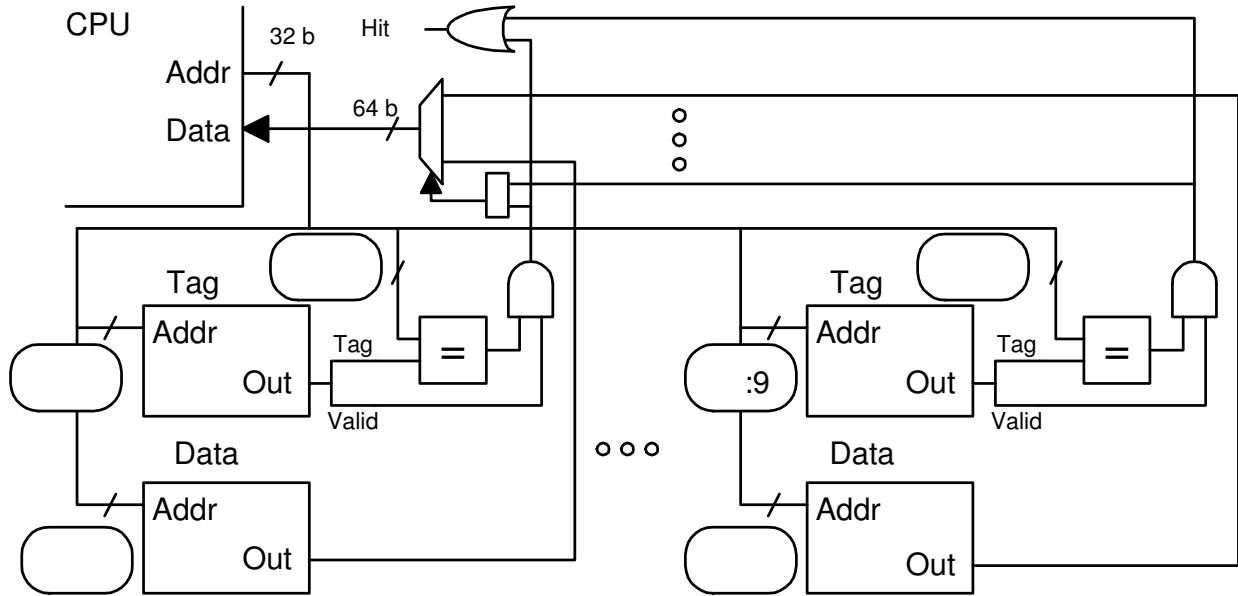 CPU
32 b
Hit
Addr
64 b
Data
Tag
Tag
Addr
Tag
=
Addr
Tag
=
Out
:9
Out
Valid
Valid
Data
Data
Addr
Addr
Out
Out